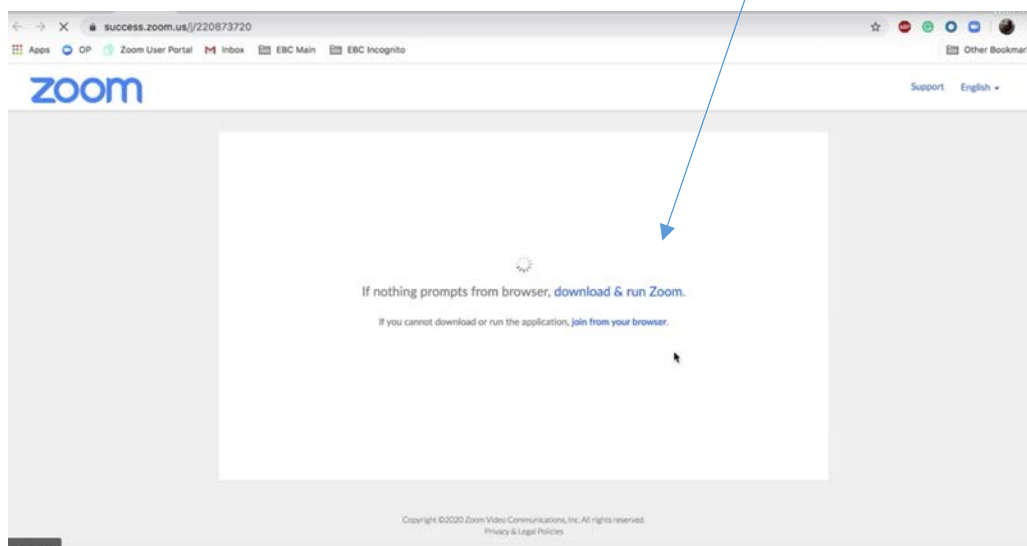 success.zoom.us/j/220873720
Apps OP Zoom User Portal Inbox EBC Main EBC Incognito Other Bookmar
zoom
Support English
If nothing prompts from browser, download & run Zoom.
If you cannot download or run the application, join from your browser.
Copyright ©2020 Zoom Video Communications, Inc. All rights reserved.
Privacy & Legal Policies